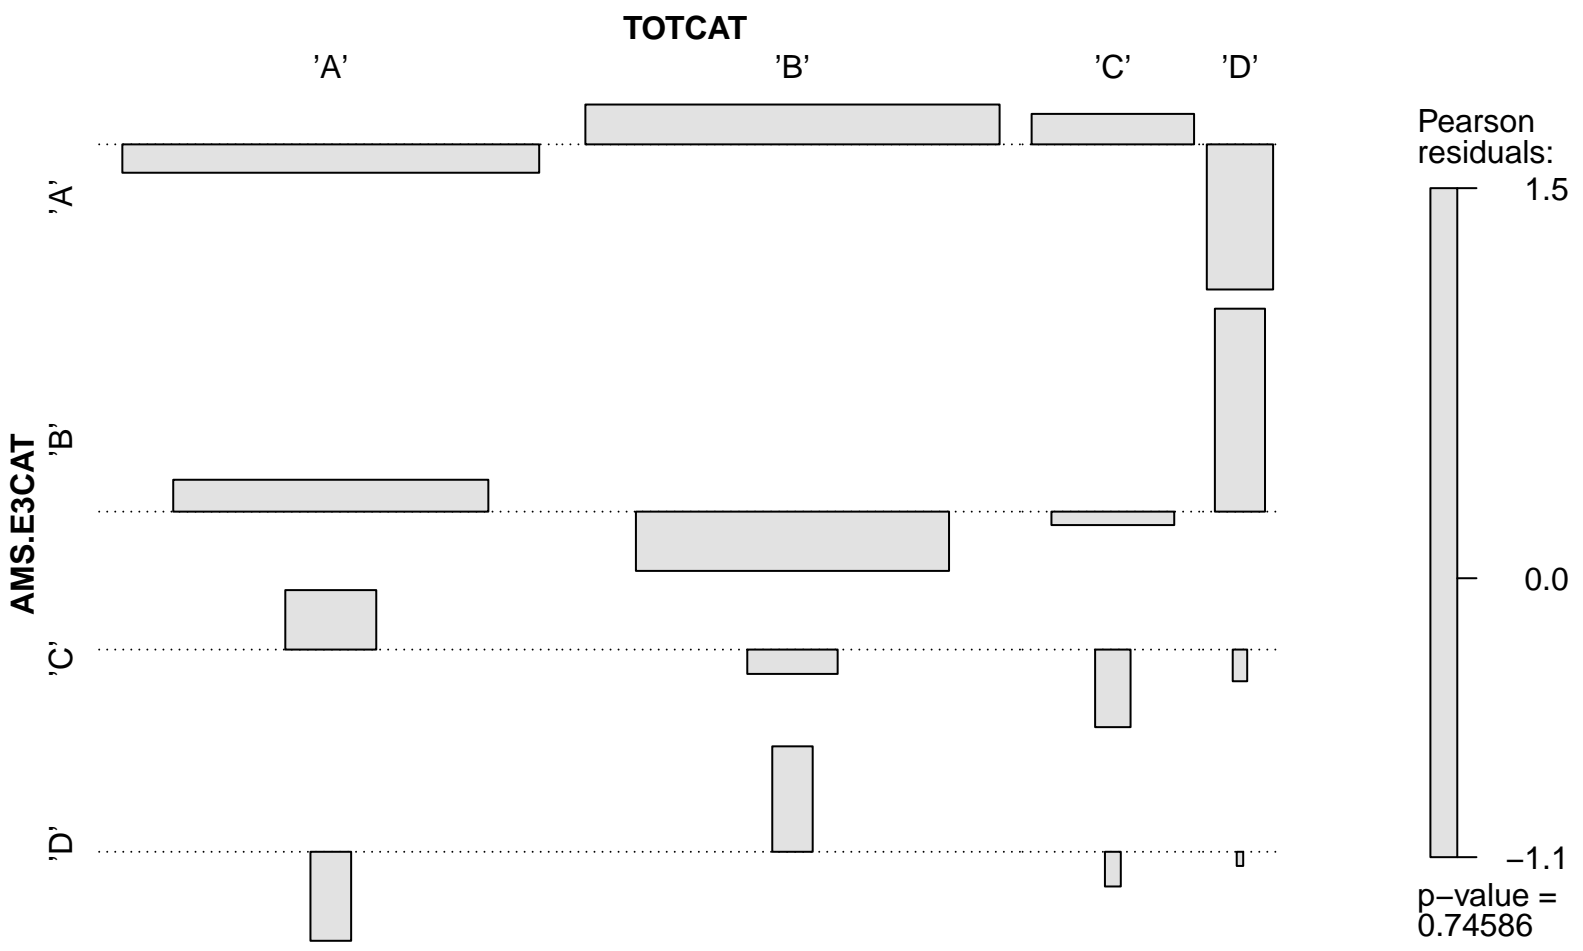 TOTCAT
’A’ ’B’ ’C’ ’D’
Pearson
residuals:
1.5
0.0
−1.1
p−value =
0.74586
AMS.E3CAT
’A’
’B’
’C’
’D’